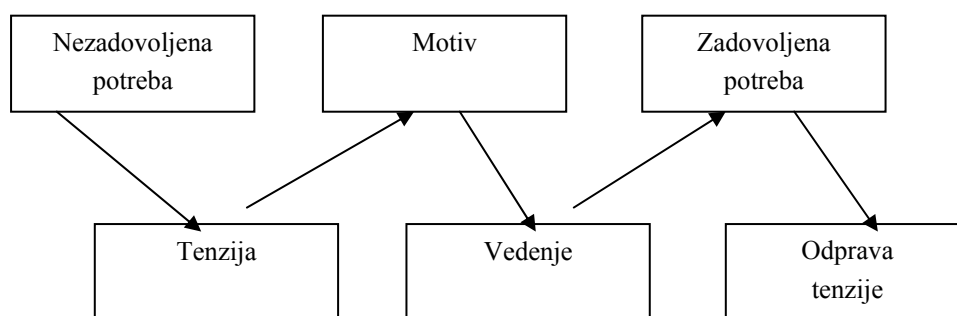 Nezadovoljena
potreba
Motiv
Zadovoljena
potreba
Tenzija
Vedenje
Odprava
tenzije